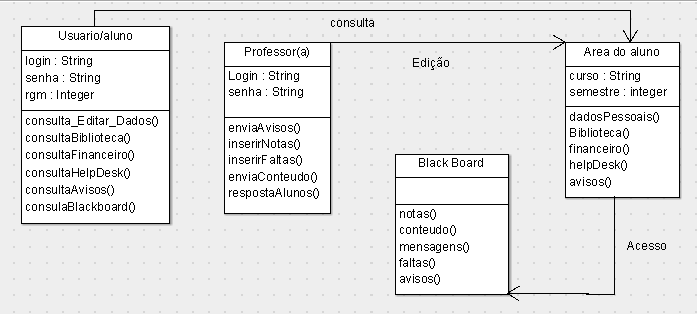 consulta
Usuario/aluno
login : String
senha : String
rgm : Integer
consulta_Editar_Dados()
consultaBiblioteca()
consultaFinanceiro()
consultaHelpDesk()
consultaAvisos()
consulaBlackboard()
Professor(a)
Login : String
senha : String
enviaAvisos()
inserirNotas()
inserirFaltas()
enviaConteudo()
respostaAlunos()
Edição
Area do aluno
curso : String
semestre : integer
dadosPessoais()
Biblioteca()
financeiro()
helpDesk()
avisos()
Black Board
notas()
conteudo()
mensagens()
faltas()
avisos()
Acesso